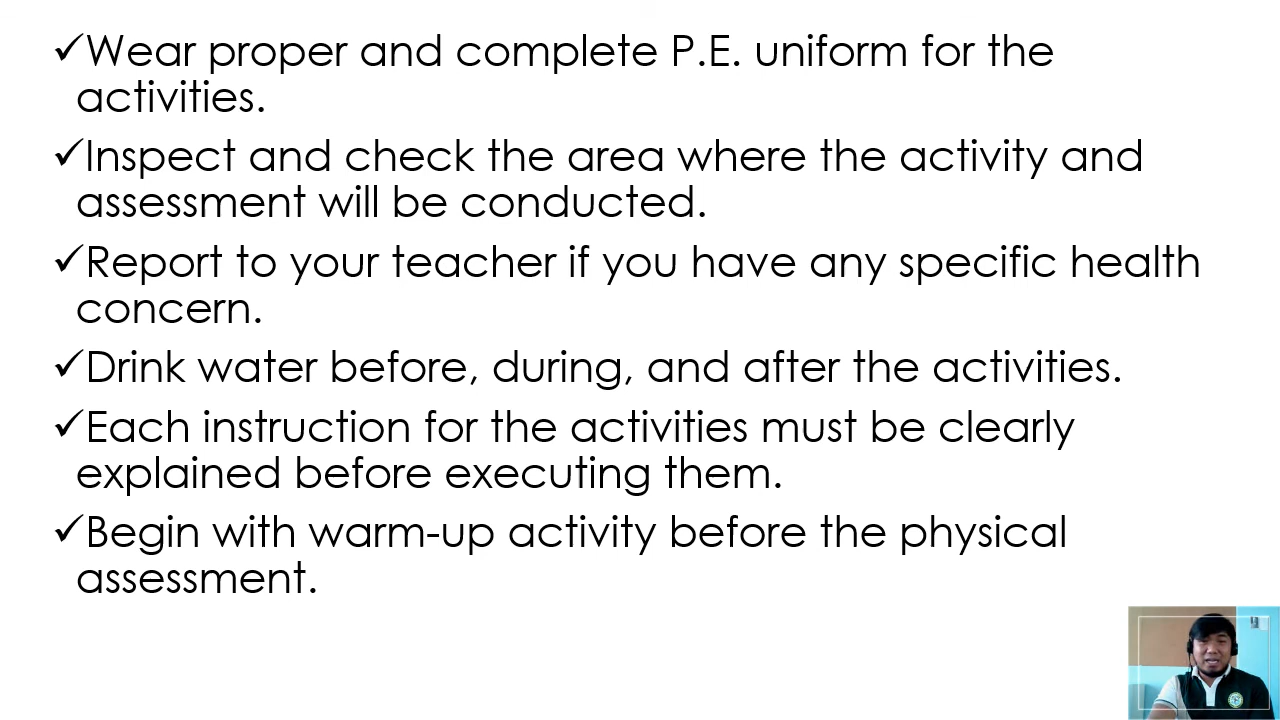 ✓Wear proper and complete P.E. uniform for the
activities.
✓Inspect and check the area where the activity and
assessment will be conducted.
✓Report to your teacher if you have any specific health
concern.
✓Drink water before, during, and after the activities.
✓Each instruction for the activities must be clearly
explained before executing them.
✓Begin with warm-up activity before the physical
assessment.